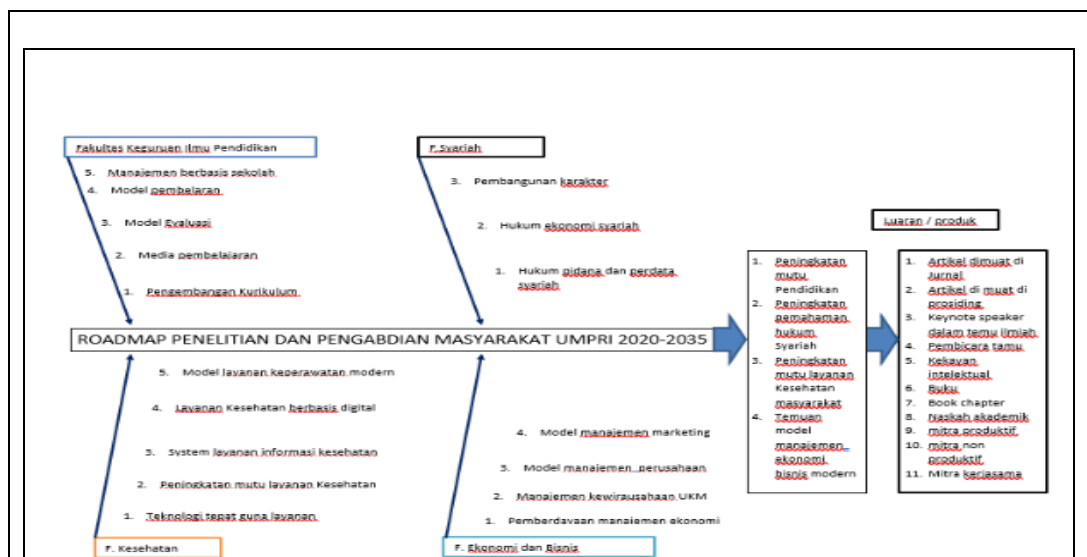 Fakultas Keguruan Ilmu Pendidikan
5. Manajemen berbasis sekolah
4. Model pembelaran
3. Model Evaluasi
2. Media pembelajaran
1. Pengembangan Kurikulum
F.Syariah
3. Pembangunan karakter
2. Hukum ekonomi syariah
1. Hukum pidana dan perdata
syariah
ROADMAP PENELITIAN DAN PENGABDIAN MASYARAKAT UMPRI 2020-2035
5. Model layanan keperawatan modern
4. Layanan Kesehatan berbasis digital
3. System layanan informasi kesehatan
2. Peningkatan mutu layanan Kesehatan
1. Teknologi tepat guna layanan
F. Kesehatan
4. Model manajemen marketing
3. Model manajemen perusahaan
2. Manajemen kewirausahaan UKM
1. Pemberdayaan manajemen ekonomi
F. Ekonomi dan Bisnis
1. Peningkatan
mutu
Pendidikan
2. Peningkatan
pemahaman
hukum
Syariah
3. Peningkatan
mutu layanan
Kesehatan
masyarakat
4. Temuan
model
manajemen
ekonomi
bisnis modern
Luaran / produk
1. Artikel dimuat di
Jurnal
2. Artikel di muat di
prosiding
3. Keynote speaker
dalam temu ilmiah
4. Pembicara tamu
5. Kekayan
intelektual
6. Buku
7. Book chapter
8. Naskah akademik
9. mitra produktif
10. mitra non
produktif
11. Mitra kerjasama